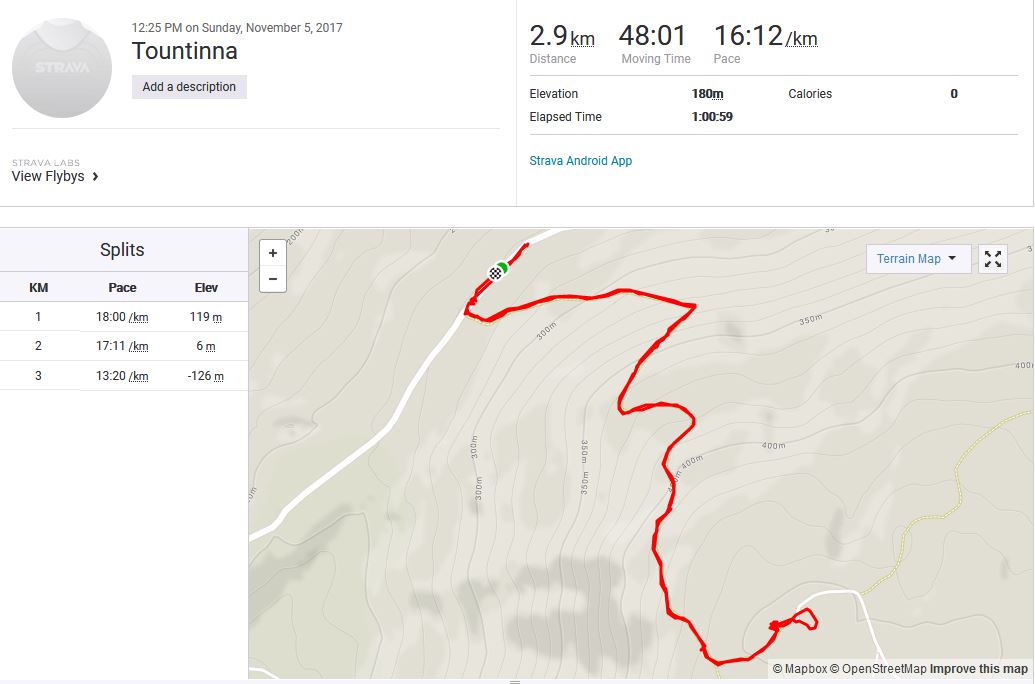 12:25 PM on Sunday, November 5, 2017
Tountinna
STRAVA
Add a description
STRAVA LABS
View Flybys
2.9 km 48:01 16:12 /km
Distance Moving Time Pace
Elevation 180m Calories 0
Elapsed Time 1:00:59
Strava Android App
Splits
KM Pace Elev
1 18:00 /km 119 m
2 17:11 /km 6 m
3 13:20 /km -126 m
+
−
Terrain Map
200m
300m
350m
400m
400m
400m
300m
300m
350m
350m
© Mapbox © OpenStreetMap Improve this map